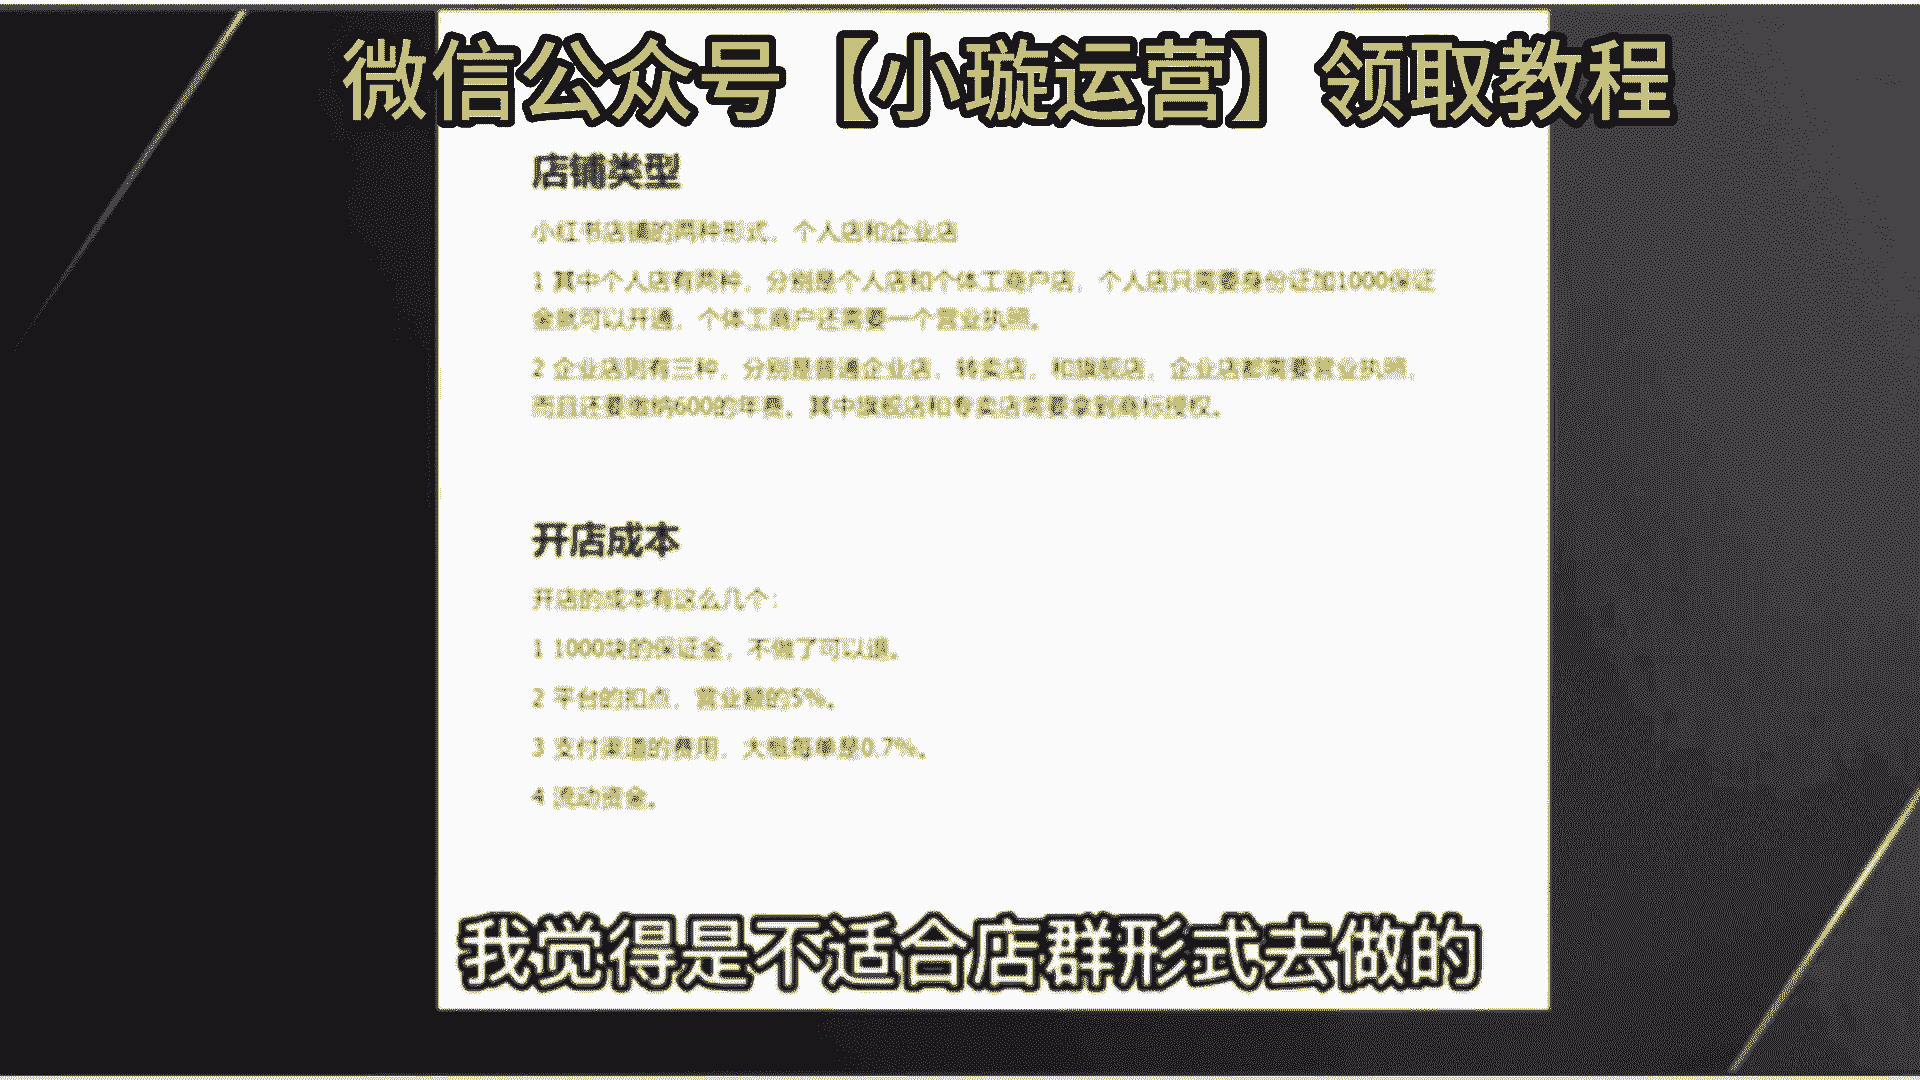 微信公众号【小璇运营】领取教程
店铺类型
小红书店铺的两种形式，个人店和企业店
1 其中个人店有两种，分别是个人店和个体工商户店，个人店只需要身份证加1000保证
金就可以开通，个体工商户还需要一个营业执照。
2 企业店则有三种，分别是普通企业店，转卖店，和旗舰店，企业店都需要营业执照，
而且还要缴纳600的年费，其中旗舰店和专卖店需要拿到商标授权。
开店成本
开店的成本有这么几个：
1 1000块的保证金，不做了可以退。
2 平台的扣点，营业额的5%。
3 支付渠道的费用，大概每单是0.7%。
4 流动资金。
我觉得是不适合店群形式去做的